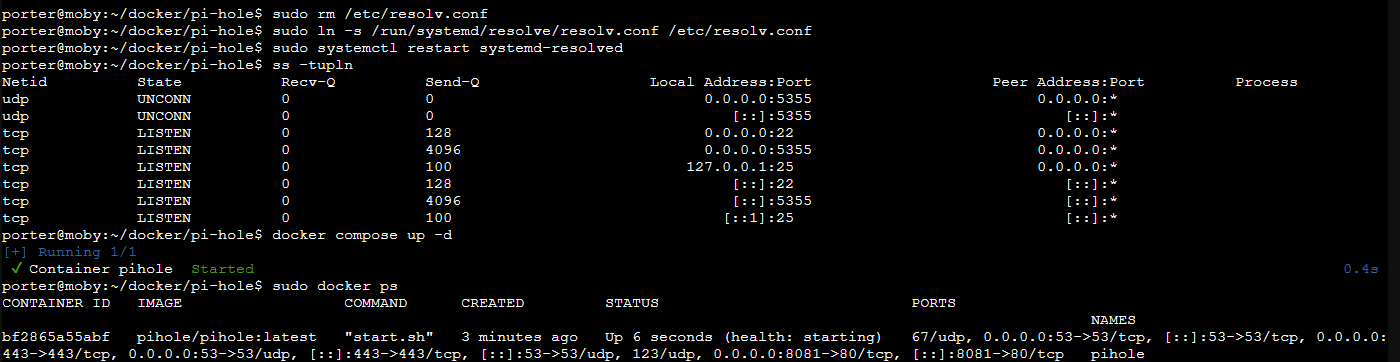 porter@moby:~/docker/pi-hole$ sudo rm /etc/resolv.conf
porter@moby:~/docker/pi-hole$ sudo ln -s /run/systemd/resolve/resolv.conf /etc/resolv.conf
porter@moby:~/docker/pi-hole$ sudo systemctl restart systemd-resolved
porter@moby:~/docker/pi-hole$ ss -tupln
Netid State Recv-Q Send-Q Local Address:Port Peer Address:Port Process
udp UNCONN 0 0 0.0.0.0:5355 0.0.0.0:*
udp UNCONN 0 0 [::]:5355 [::]:*
tcp LISTEN 0 128 0.0.0.0:22 0.0.0.0:*
tcp LISTEN 0 4096 0.0.0.0:5355 0.0.0.0:*
tcp LISTEN 0 100 127.0.0.1:25 0.0.0.0:*
tcp LISTEN 0 128 [::]:22 [::]:*
tcp LISTEN 0 4096 [::]:5355 [::]:*
tcp LISTEN 0 100 [::1]:25 [::]:*
porter@moby:~/docker/pi-hole$ docker compose up -d
[+] Running 1/1
✓ Container pihole Started 0.4s
porter@moby:~/docker/pi-hole$ sudo docker ps
CONTAINER ID IMAGE COMMAND CREATED STATUS PORTS
NAMES
bf2865a55abf pihole/pihole:latest "start.sh" 3 minutes ago Up 6 seconds (health: starting) 67/udp, 0.0.0.0:53->53/tcp, [::]:53->53/tcp, 0.0.0.0:
443->443/tcp, 0.0.0.0:53->53/udp, [::]:443->443/tcp, [::]:53->53/udp, 123/udp, 0.0.0.0:8081->80/tcp, [::]:8081->80/tcp pihole